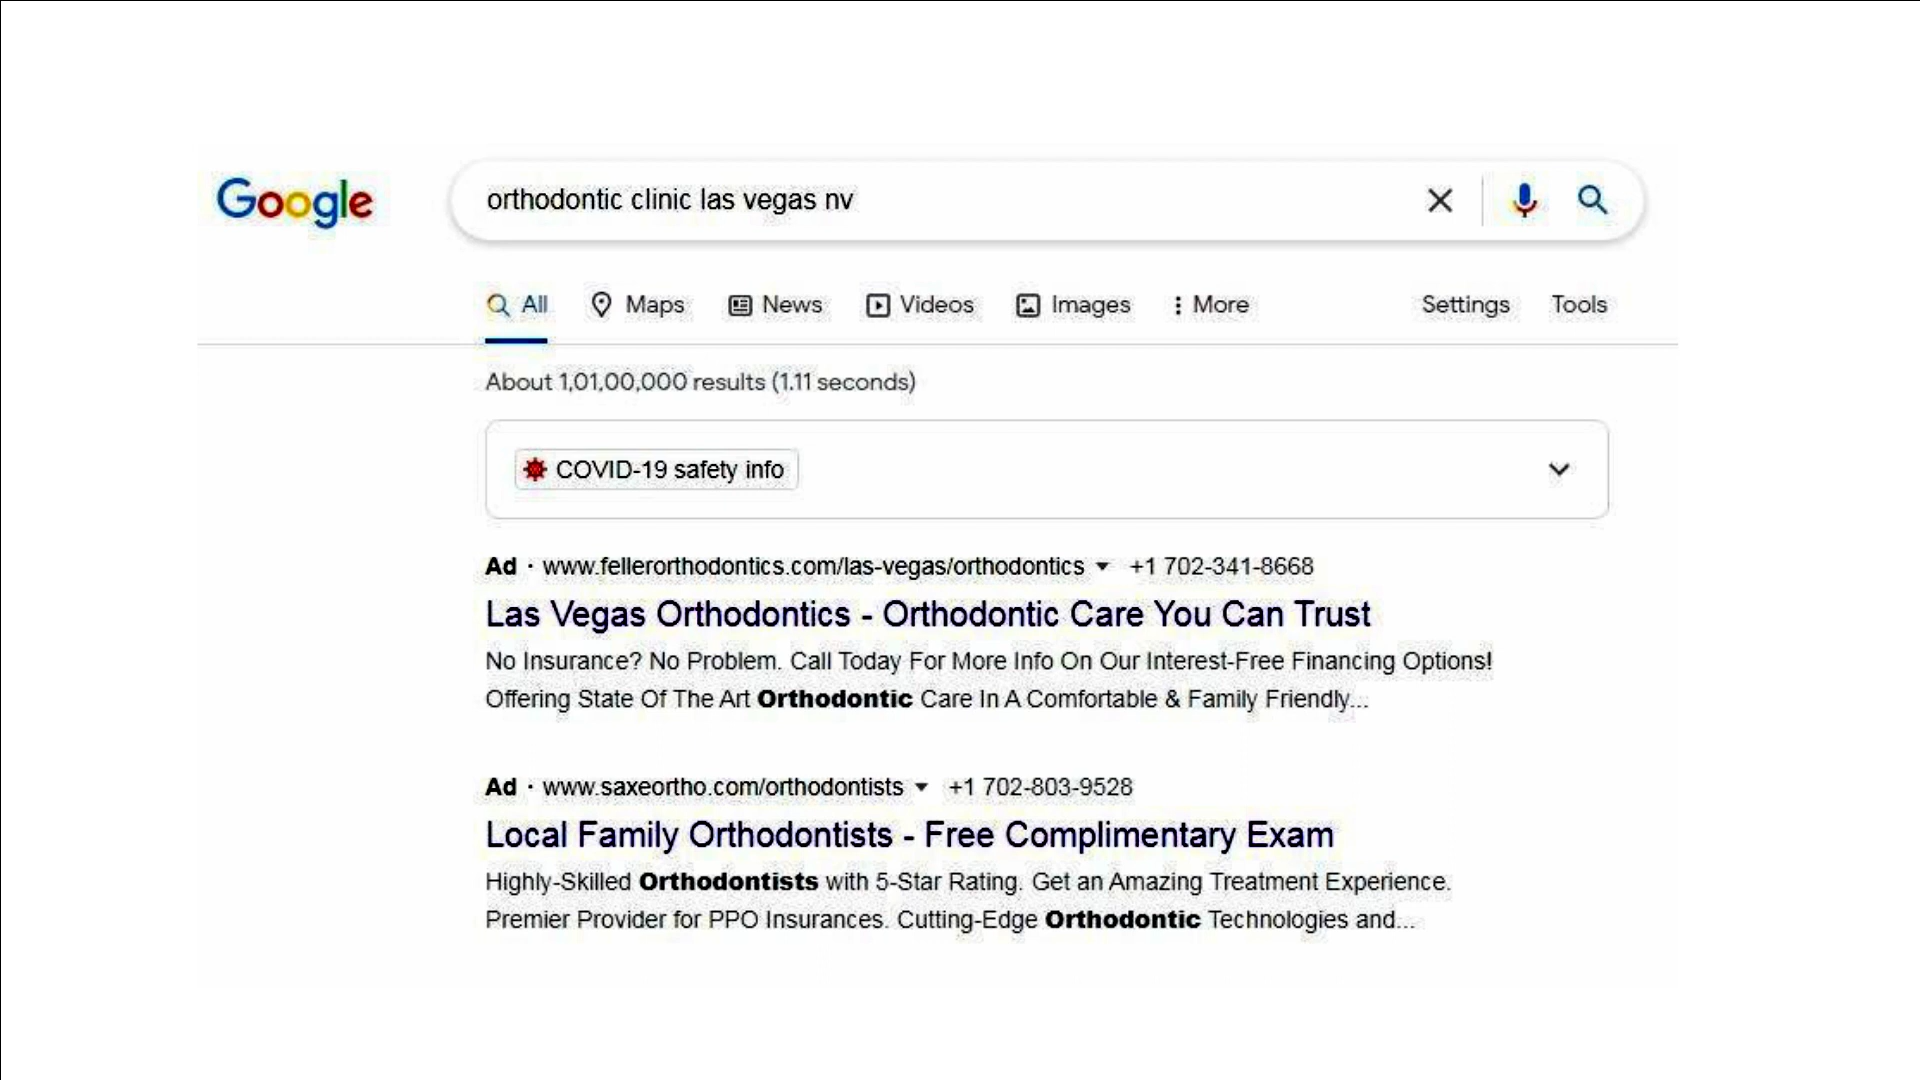 Google
orthodontic clinic las vegas nv
All Maps News Videos Images More Settings Tools
About 1,01,00,000 results (1.11 seconds)
COVID-19 safety info
Ad · www.fellerorthodontics.com/las-vegas/orthodontics +1 702-341-8668
Las Vegas Orthodontics - Orthodontic Care You Can Trust
No Insurance? No Problem. Call Today For More Info On Our Interest-Free Financing Options!
Offering State Of The Art Orthodontic Care In A Comfortable & Family Friendly...
Ad · www.saxeortho.com/orthodontists +1 702-803-9528
Local Family Orthodontists - Free Complimentary Exam
Highly-Skilled Orthodontists with 5-Star Rating. Get an Amazing Treatment Experience.
Premier Provider for PPO Insurances. Cutting-Edge Orthodontic Technologies and...